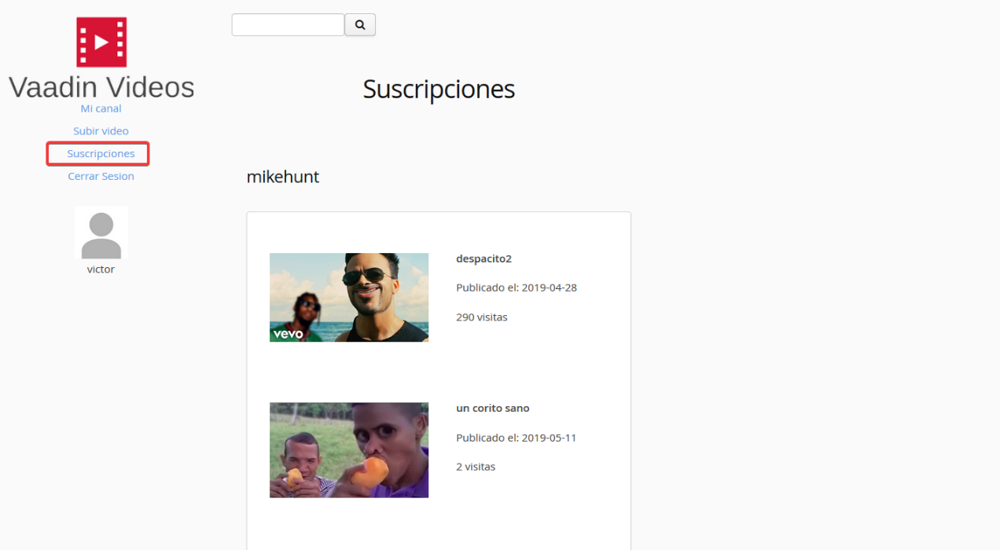 Vaadin Videos
Mi canal
Subir video
Suscripciones
Cerrar Sesion
victor
Suscripciones
mikehunt
vevo
despacito2
Publicado el: 2019-04-28
290 visitas
un corito sano
Publicado el: 2019-05-11
2 visitas